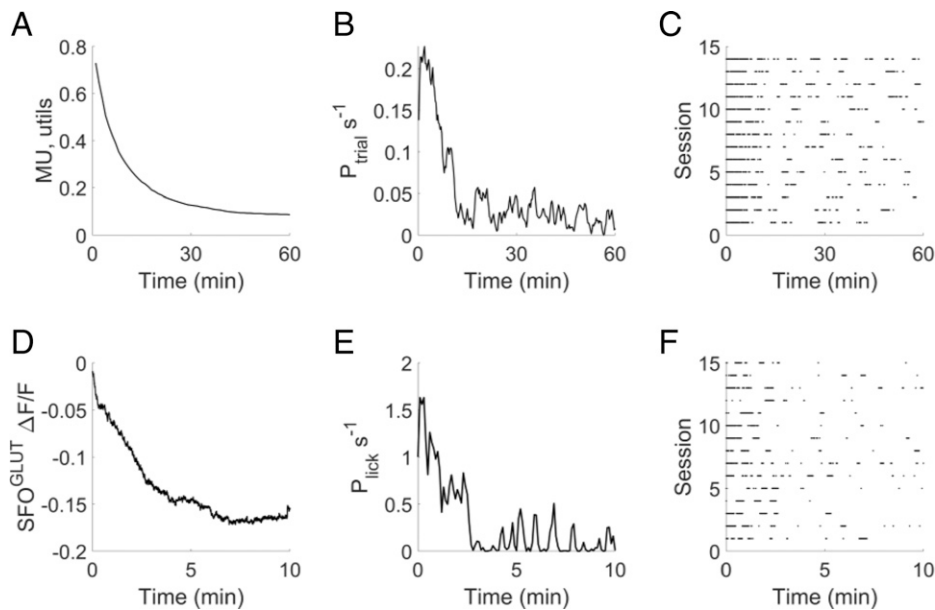 A
0.8
0.6
0.4
0.2
0
MU, utils
0 30 60
Time (min)
B
0.2
0.15
0.1
0.05
0
P_trial s^-1
0 30 60
Time (min)
C
15
10
5
0
Session
0 30 60
Time (min)
D
0
-0.05
-0.1
-0.15
-0.2
SFO^GLUT ΔF/F
0 5 10
Time (min)
E
2
1.5
1
0.5
0
P_lick s^-1
0 5 10
Time (min)
F
15
10
5
0
Session
0 5 10
Time (min)